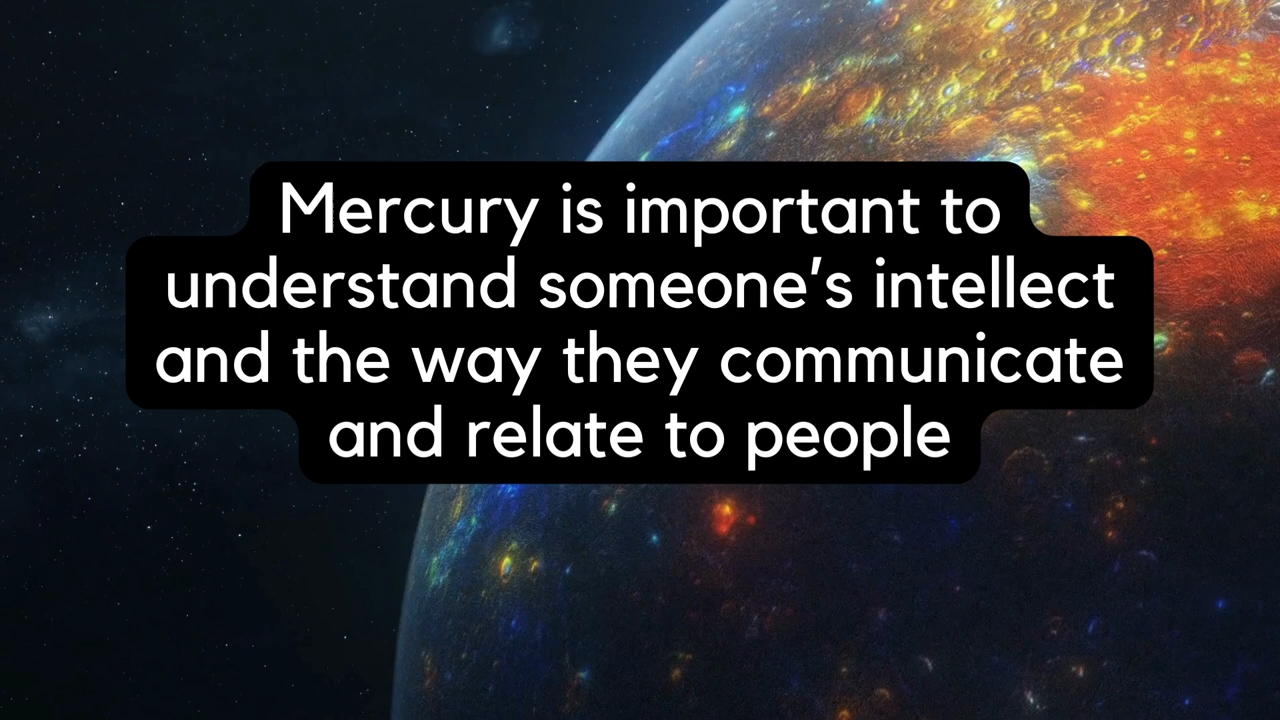 Mercury is important to
understand someone’s intellect
and the way they communicate
and relate to people